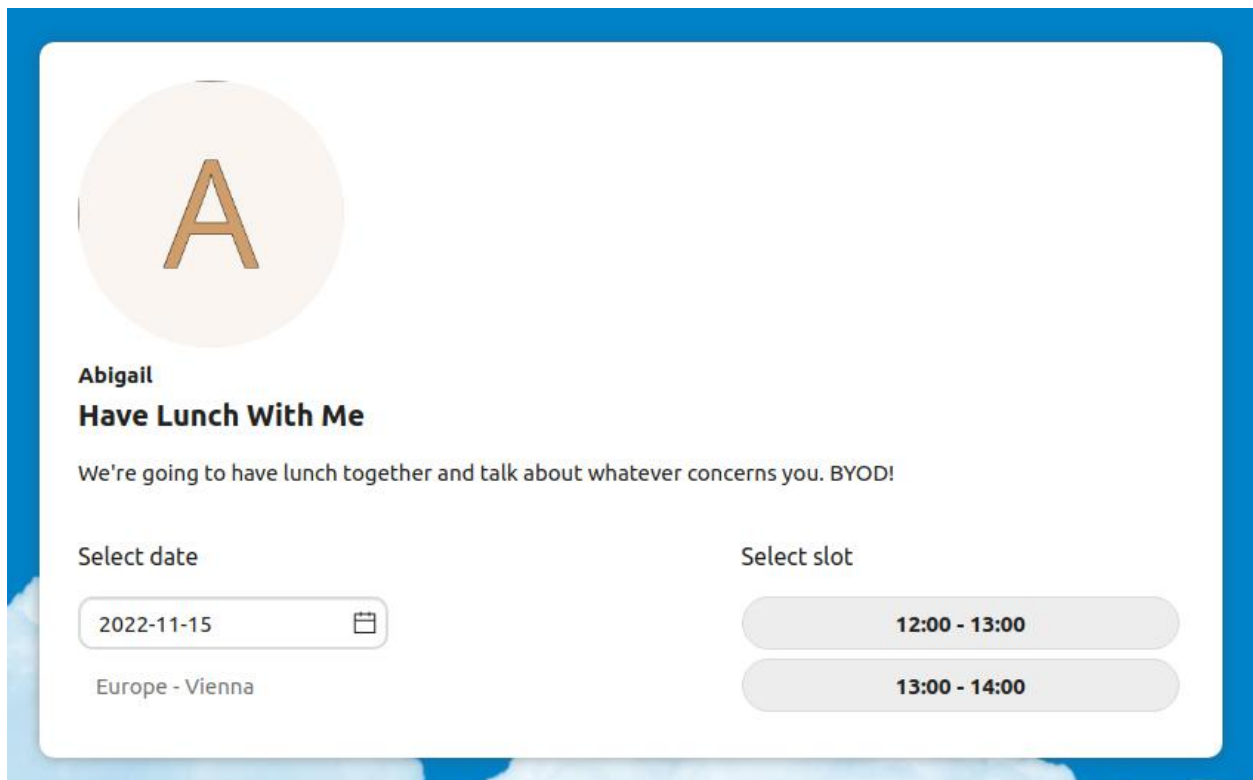 A
Abigail
Have Lunch With Me
We're going to have lunch together and talk about whatever concerns you. BYOD!
Select date
2022-11-15
Europe - Vienna
Select slot
12:00 - 13:00
13:00 - 14:00